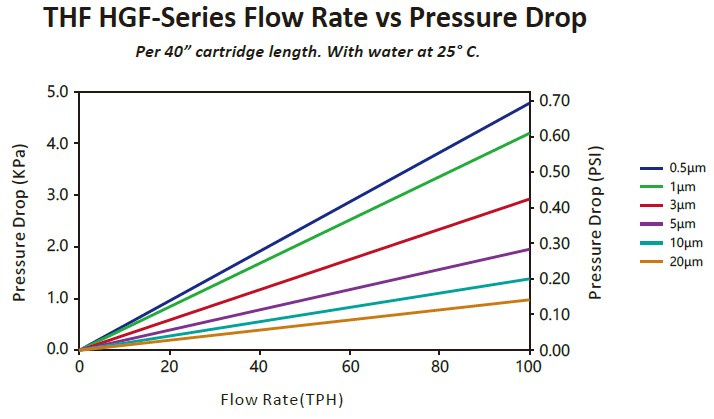 THF HGF-Series Flow Rate vs Pressure Drop
Per 40” cartridge length. With water at 25° C.
Pressure Drop (KPa)
5.0
4.0
3.0
2.0
1.0
0.0
0
20
40
60
80
100
Flow Rate(TPH)
0.70
0.60
0.50
0.40
0.30
0.20
0.10
0.00
Pressure Drop (PSI)
0.5μm
1μm
3μm
5μm
10μm
20μm